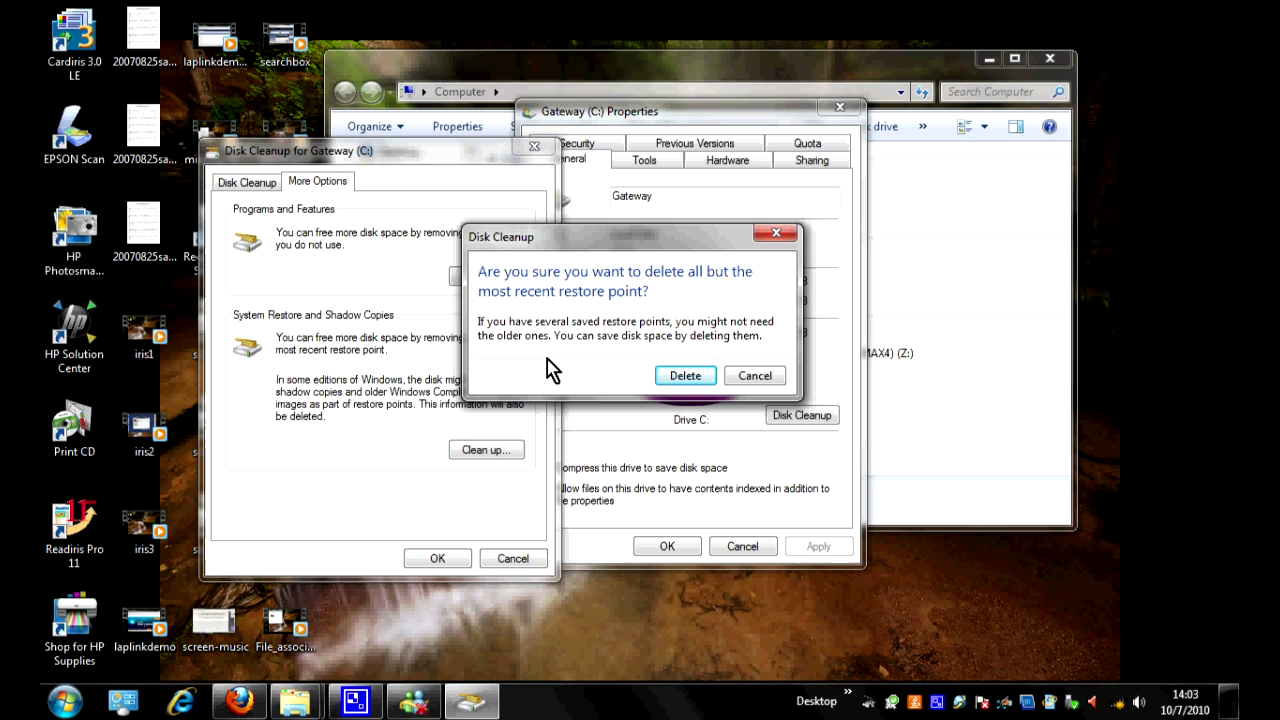 Cardiris 3.0
LE
20070825sa...
laplinkdem...
searchbox
EPSON Scan
20070825sa...
HP
Photosma...
20070825sa...
HP Solution
Center
iris1
Print CD
iris2
Readiris Pro
11
iris3
Shop for HP
Supplies
laplinkdemo
screen-music
File_associ...
Computer
Search Computer
Organize
Properties
drive
MAX4) (Z:)
Gateway (C:) Properties
Security
Previous Versions
Quota
General
Tools
Hardware
Sharing
Gateway
Drive C:
Disk Cleanup
ompress this drive to save disk space
llow files on this drive to have contents indexed in addition to
e properties
OK
Cancel
Apply
Disk Cleanup for Gateway (C:)
Disk Cleanup
More Options
Programs and Features
You can free more disk space by removing
you do not use.
System Restore and Shadow Copies
You can free more disk space by removing
most recent restore point.
In some editions of Windows, the disk mig
shadow copies and older Windows Compl
images as part of restore points. This information will also
be deleted.
Clean up...
OK
Cancel
Disk Cleanup
Are you sure you want to delete all but the
most recent restore point?
If you have several saved restore points, you might not need
the older ones. You can save disk space by deleting them.
Delete
Cancel
Desktop
14:03
10/7/2010